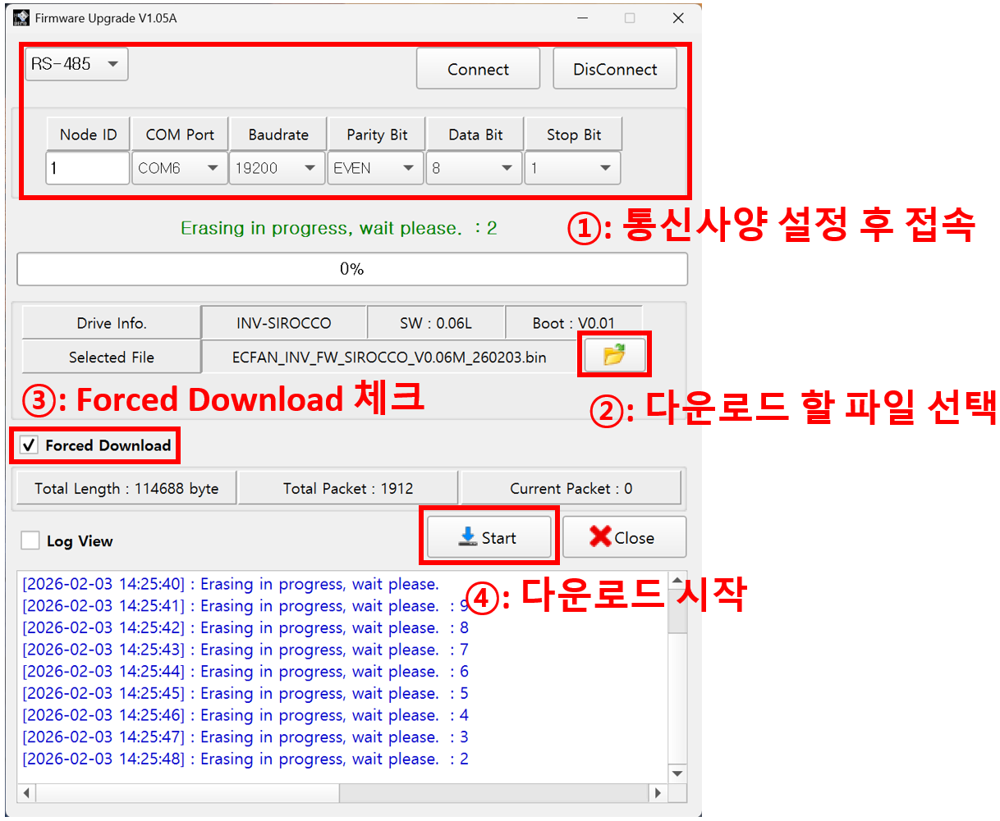 Firmware Upgrade V1.05A
RS-485
Connect
DisConnect
Node ID COM Port Baudrate Parity Bit Data Bit Stop Bit
1 COM6 19200 EVEN 8 1
①: 통신사양 설정 후 접속
Erasing in progress, wait please. : 2
0%
Drive Info. INV-SIROCCO SW : 0.06L Boot : V0.01
Selected File ECFAN_INV_FW_SIROCCO_V0.06M_260203.bin
②: 다운로드 할 파일 선택
③: Forced Download 체크
Forced Download
Total Length : 114688 byte Total Packet : 1912 Current Packet : 0
Log View
Start
Close
④: 다운로드 시작
[2026-02-03 14:25:40] : Erasing in progress, wait please.
[2026-02-03 14:25:41] : Erasing in progress, wait please. : 9
[2026-02-03 14:25:42] : Erasing in progress, wait please. : 8
[2026-02-03 14:25:43] : Erasing in progress, wait please. : 7
[2026-02-03 14:25:44] : Erasing in progress, wait please. : 6
[2026-02-03 14:25:45] : Erasing in progress, wait please. : 5
[2026-02-03 14:25:46] : Erasing in progress, wait please. : 4
[2026-02-03 14:25:47] : Erasing in progress, wait please. : 3
[2026-02-03 14:25:48] : Erasing in progress, wait please. : 2